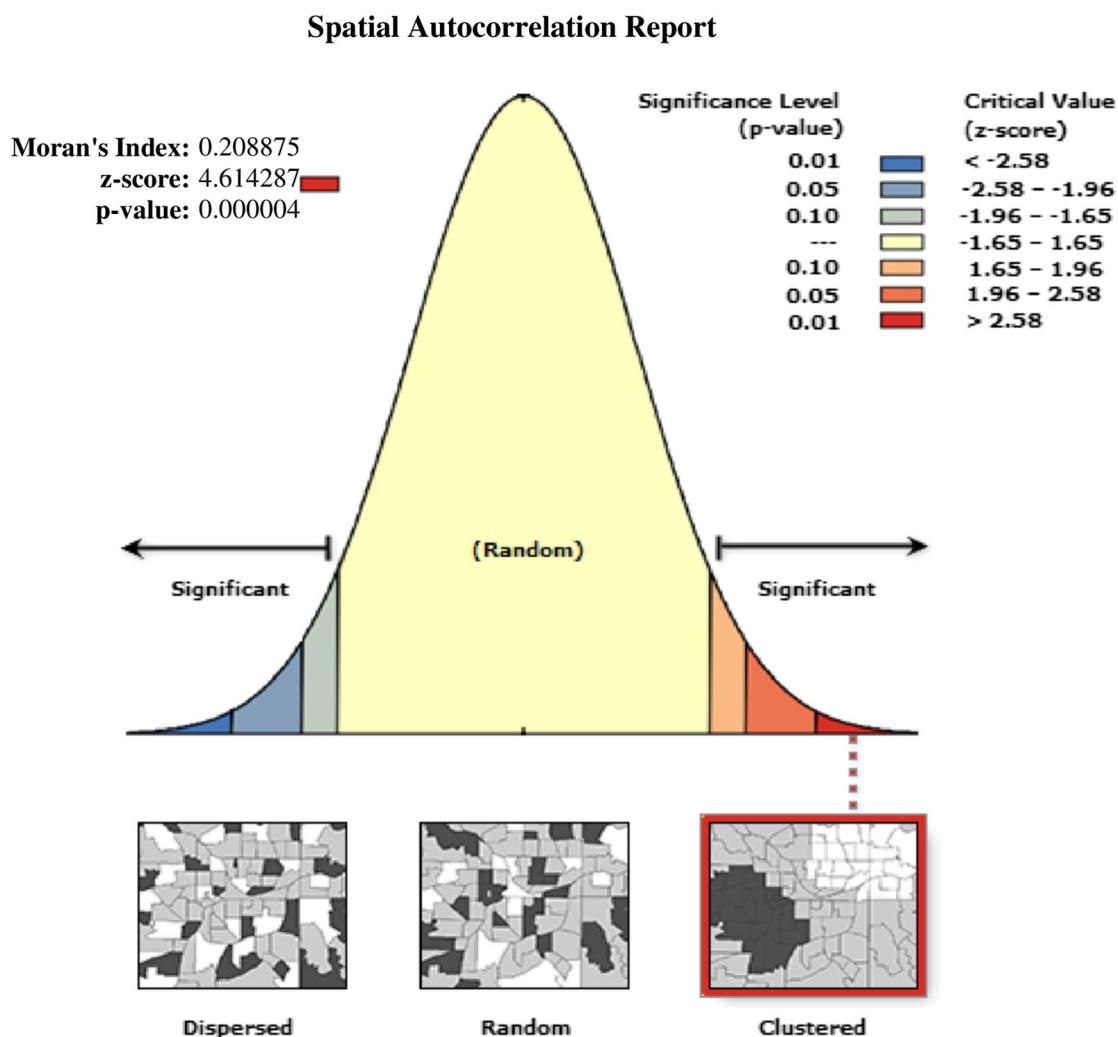 Spatial Autocorrelation Report
Moran's Index: 0.208875
z-score: 4.614287
p-value: 0.000004
Significance Level
(p-value)
Critical Value
(z-score)
0.01 < -2.58
0.05 -2.58 – -1.96
0.10 -1.96 – -1.65
--- -1.65 – 1.65
0.10 1.65 – 1.96
0.05 1.96 – 2.58
0.01 > 2.58
Significant
(Random)
Significant
Dispersed
Random
Clustered